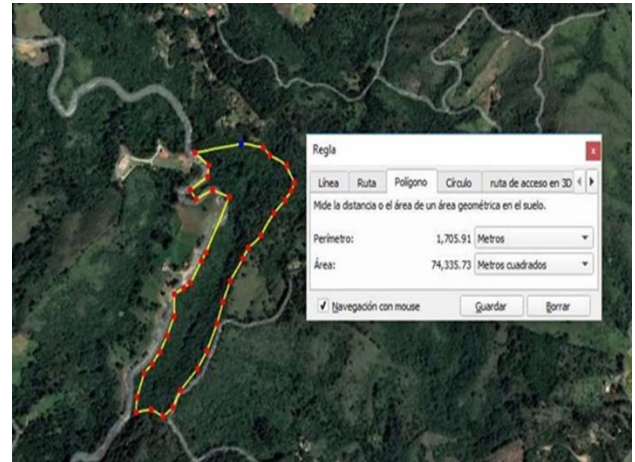 Regla
x
Línea Ruta Polígono Círculo ruta de acceso en 3D
Mide la distancia o el área de un área geométrica en el suelo.
Perímetro: 1,705.91 Metros
Área: 74,335.73 Metros cuadrados
Navegación con mouse Guardar Borrar